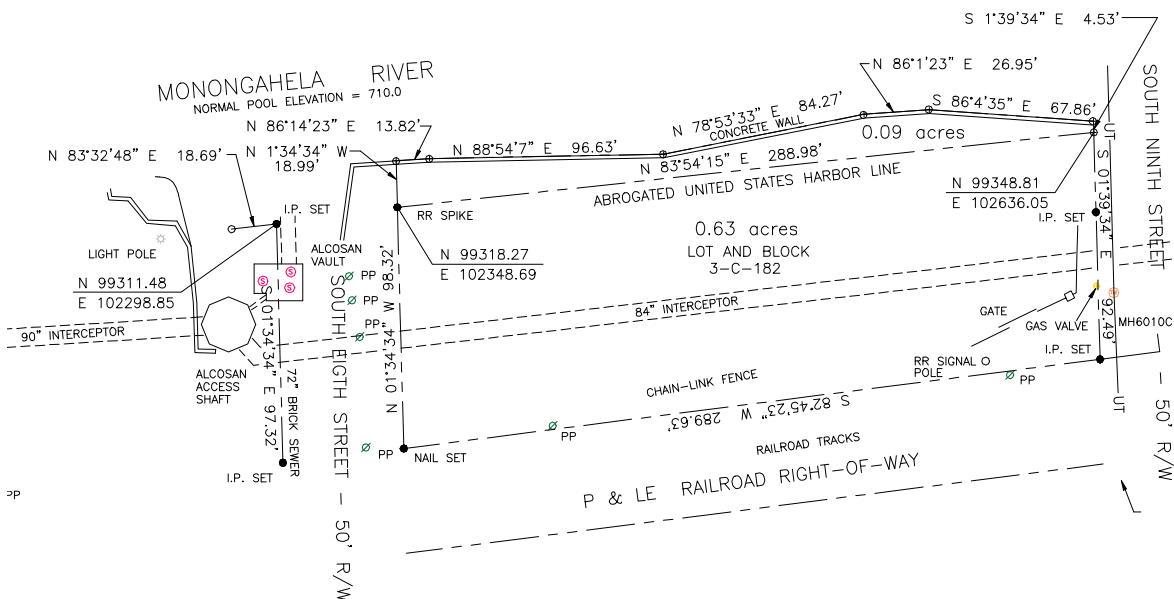 S 1°39'34" E 4.53'
MONONGAHELA RIVER
NORMAL POOL ELEVATION = 710.0
N 86°1'23" E 26.95'
S 86°4'35" E 67.86'
N 78°53'33" E 84.27'
CONCRETE WALL
0.09 acres
N 86°14'23" E 13.82'
N 1°34'34" W
18.99'
N 88°54'7" E 96.63'
N 83°54'15" E 288.98'
ABROGATED UNITED STATES HARBOR LINE
N 83°32'48" E 18.69'
SOUTH NINTH STREET
UT
N 99348.81
E 102636.05
S 01°39'34" E 92.49'
I.P. SET
I.P. SET
RR SPIKE
0.63 acres
LOT AND BLOCK
3-C-182
LIGHT POLE
ALCOSAN
VAULT
N 99318.27
E 102348.69
N 99311.48
E 102298.85
S
S
S
PP
PP
PP
SOUTH EIGTH STREET - 50' R/W
N 01°34'34" W 98.32'
84" INTERCEPTOR
90" INTERCEPTOR
GATE
GAS VALVE
MH6010C
I.P. SET
RR SIGNAL
POLE
PP
ALCOSAN
ACCESS
SHAFT
S 01°34'34" E 97.32'
72" BRICK SEWER
CHAIN-LINK FENCE
S 82°45'23" W 289.63'
PP
PP
NAIL SET
RAILROAD TRACKS
UT
- 50' R/W
I.P. SET
P & LE RAILROAD RIGHT-OF-WAY
PP